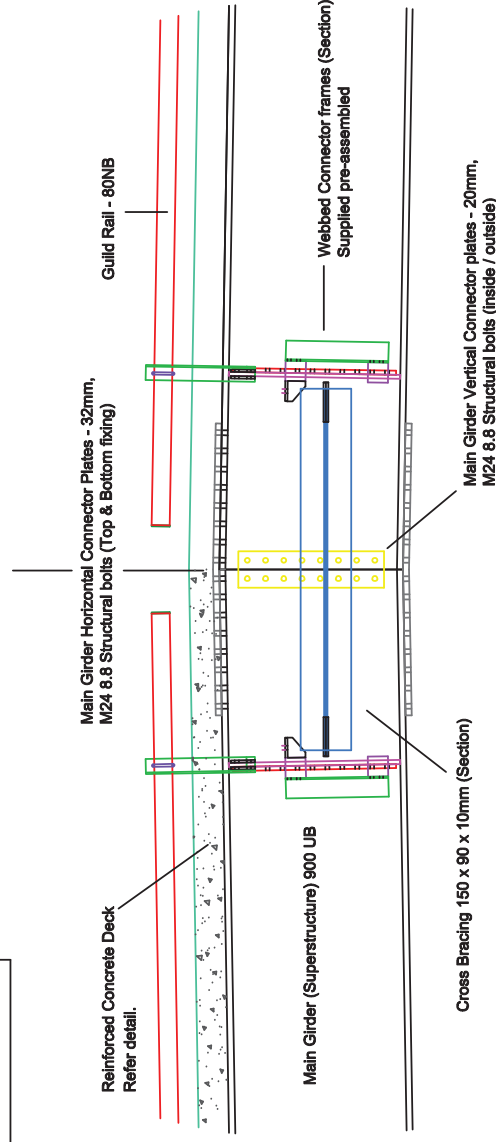 Guild Rail - 80NB
Webbed Connector frames (Section)
Supplied pre-assembled
Main Girder Horizontal Connector Plates - 32mm,
M24 8.8 Structural bolts (Top & Bottom fixing)
Main Girder Vertical Connector plates - 20mm,
M24 8.8 Structural bolts (inside / outside)
Reinforced Concrete Deck
Refer detail.
Main Girder (Superstructure) 900 UB
Cross Bracing 150 x 90 x 10mm (Section)